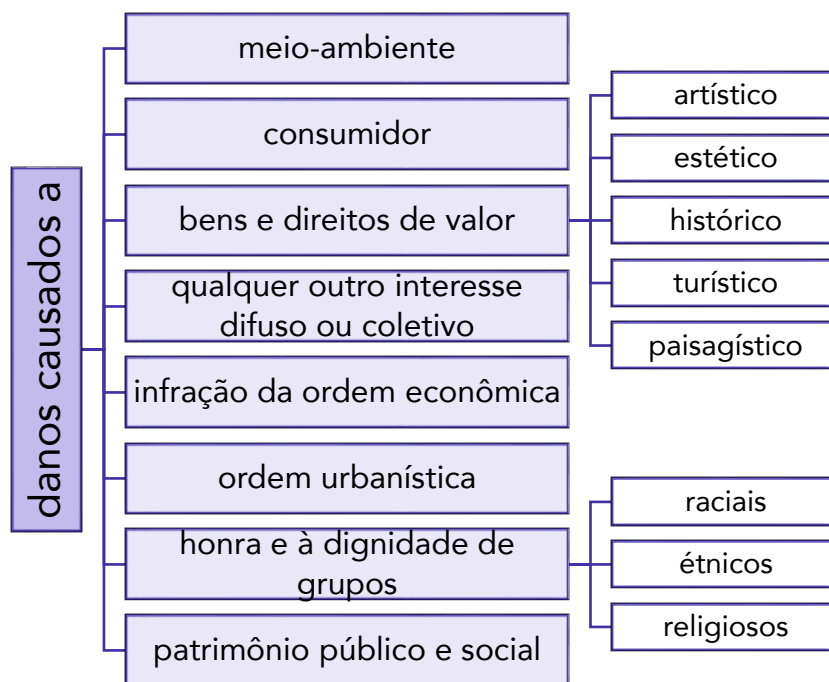 danos causados a
meio-ambiente
consumidor
bens e direitos de valor
artístico
estético
histórico
turístico
paisagístico
qualquer outro interesse
difuso ou coletivo
infração da ordem econômica
ordem urbanística
honra e à dignidade de
grupos
raciais
étnicos
religiosos
patrimônio público e social